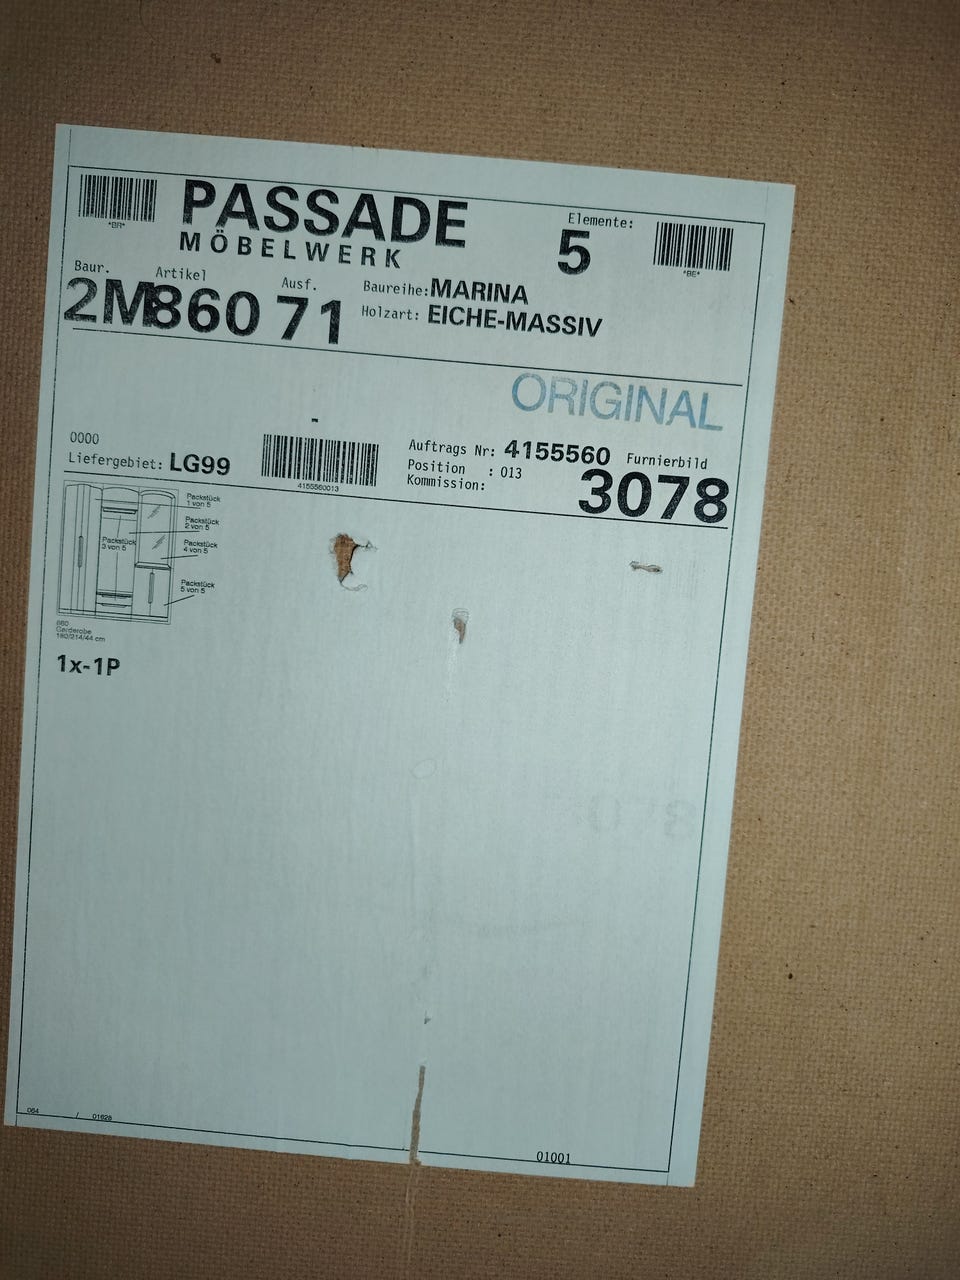 PASSADE
MÖBELWERK
Elemente:
5
*BR*
*BE*
Baur. Artikel Ausf.
2M 860 71
Baureihe: MARINA
Holzart: EICHE-MASSIV
ORIGINAL
-
0000
Liefergebiet: LG99
4155560013
Auftrags Nr: 4155560 Furnierbild
Position : 013
Kommission:
3078
Packstück
1 von 5
Packstück
2 von 5
Packstück
3 von 5
Packstück
4 von 5
Packstück
5 von 5
Garderobe
180/214/44 cm
1x-1P
064 / 01628
01001